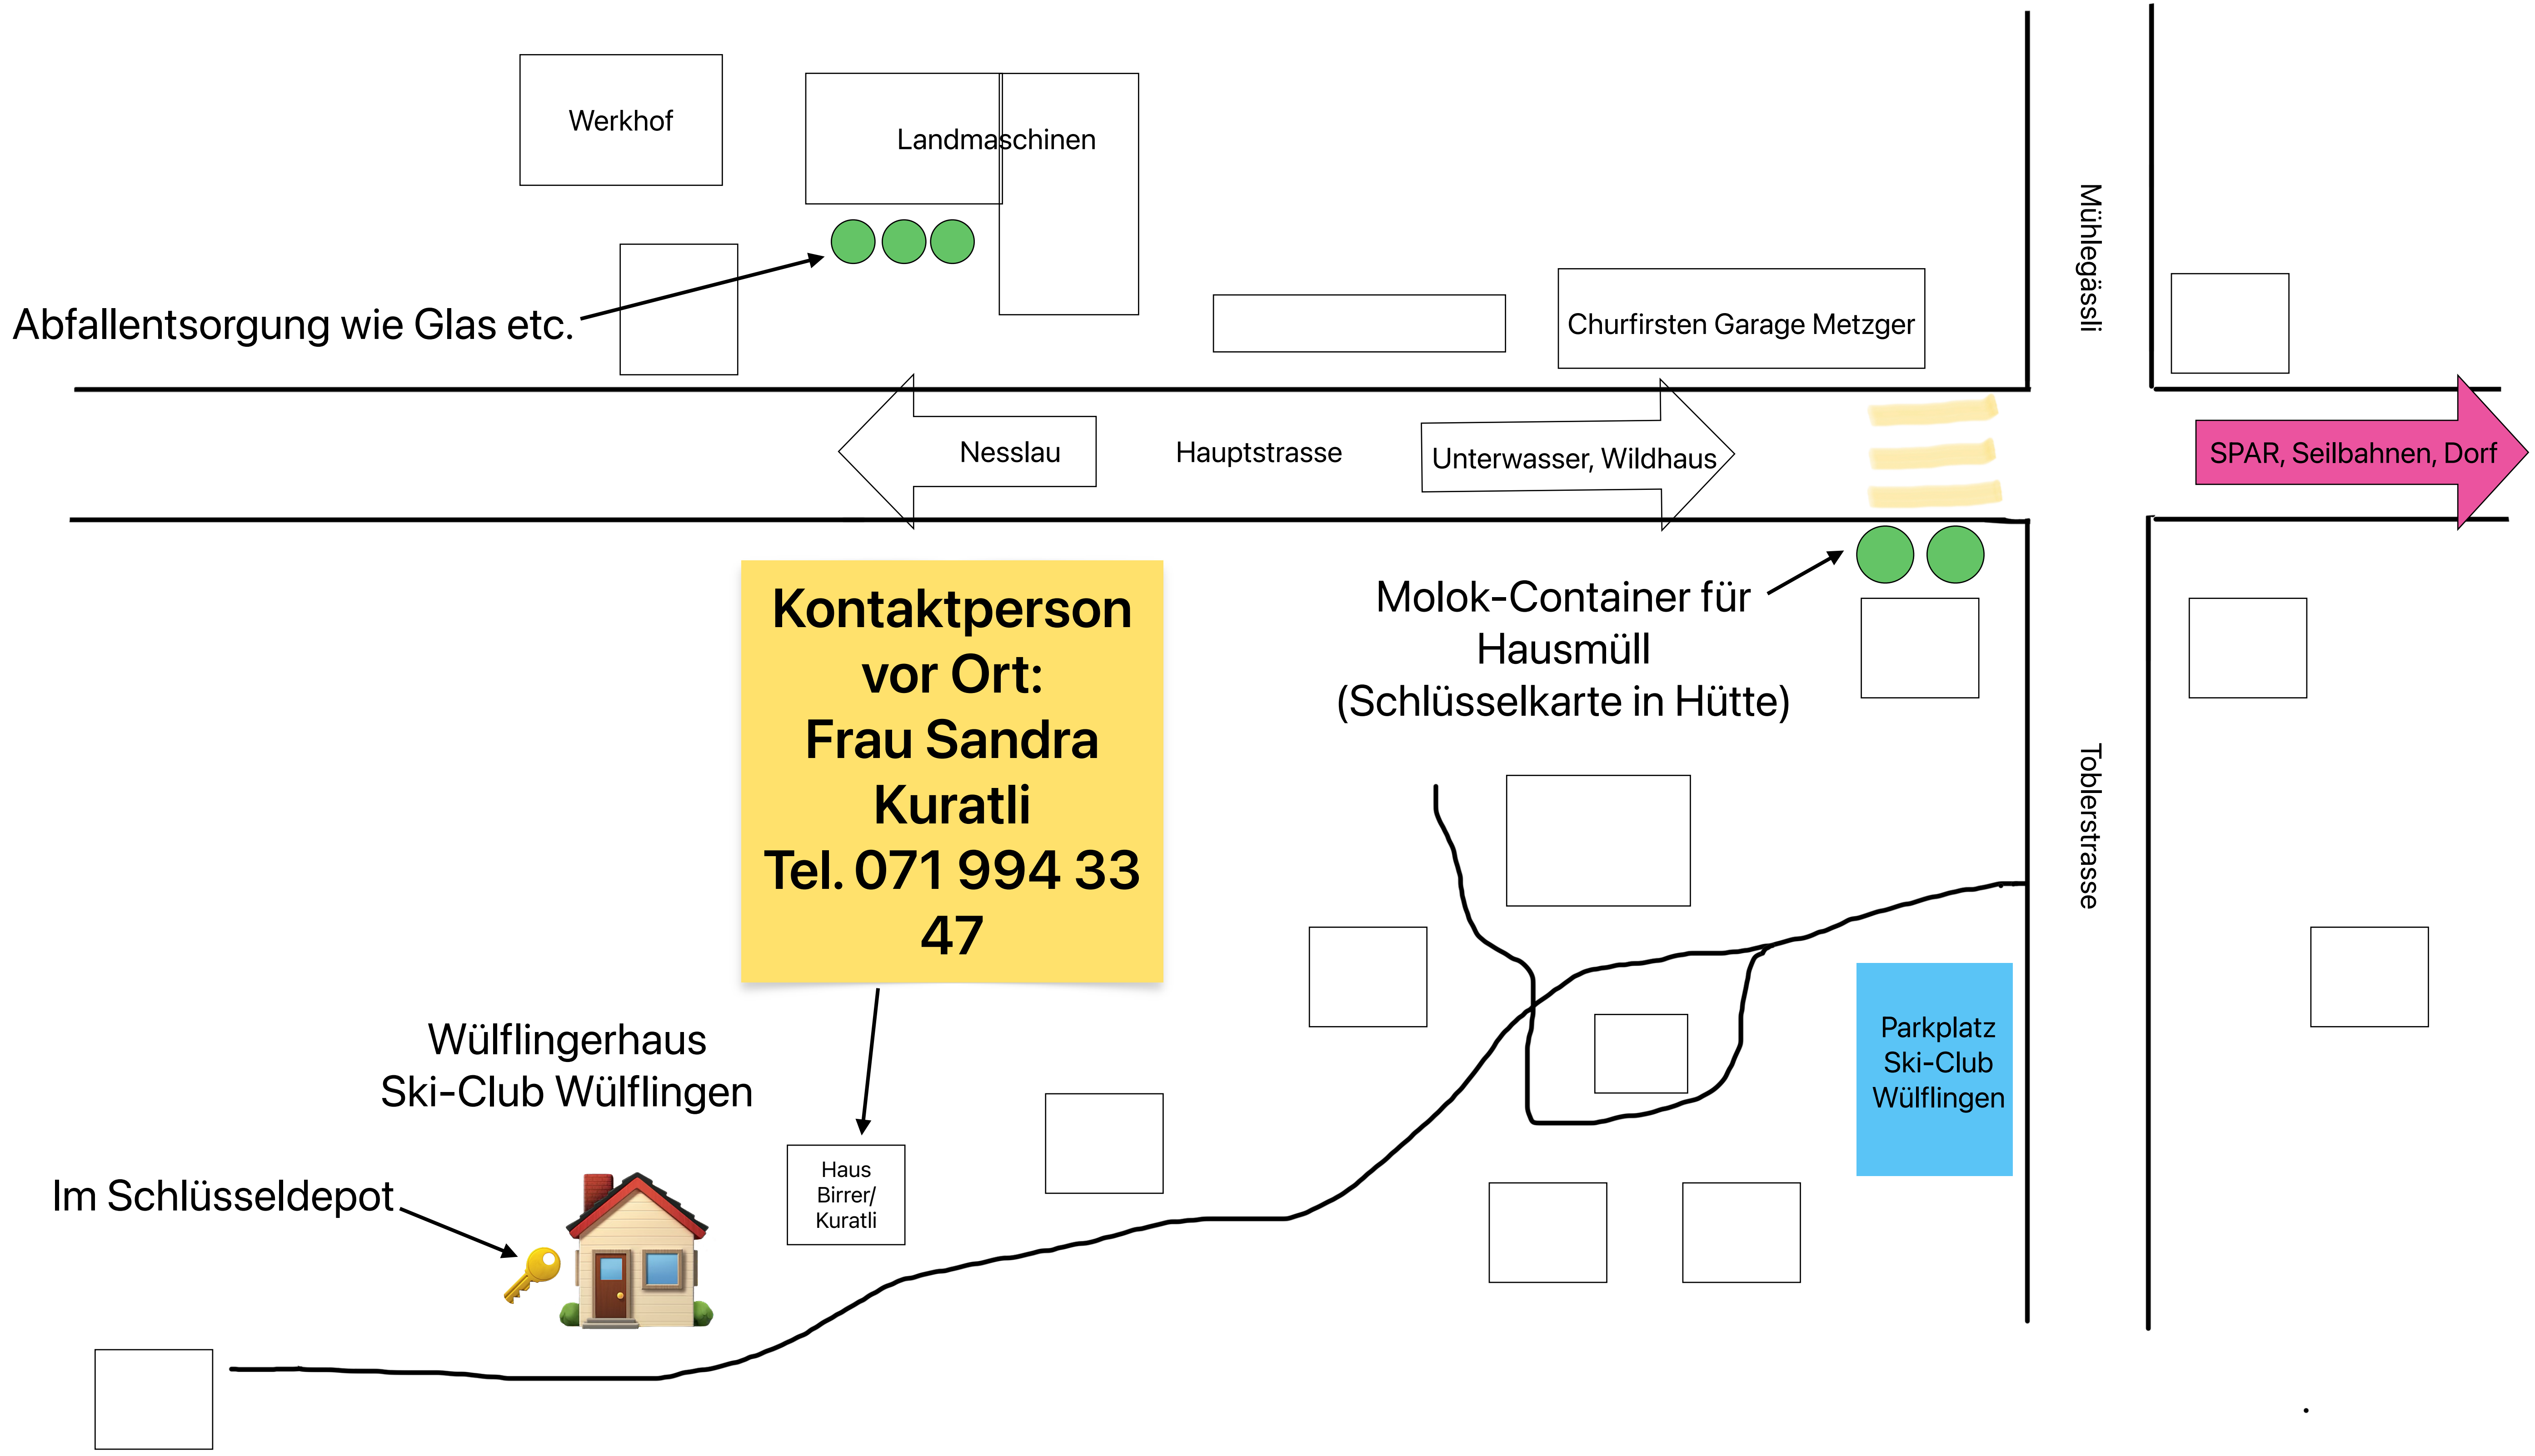 Werkhof
Landmaschinen
Mühlegässli
Abfallentsorgung wie Glas etc.
Churfirsten Garage Metzger
Nesslau
Hauptstrasse
Unterwasser, Wildhaus
SPAR, Seilbahnen, Dorf
Kontaktperson
vor Ort:
Frau Sandra
Kuratli
Tel. 071 994 33
47
Molok-Container für
Hausmüll
(Schlüsselkarte in Hütte)
Toblerstrasse
Parkplatz
Ski-Club
Wülflingen
Wülflingerhaus
Ski-Club Wülflingen
Haus
Birrer/
Kuratli
Im Schlüsseldepot